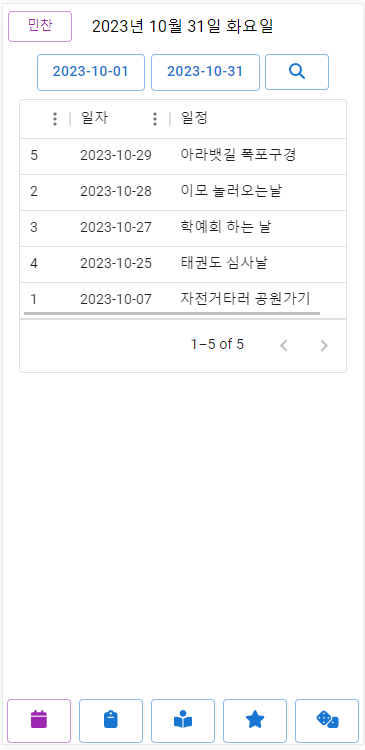 민찬 2023년 10월 31일 화요일
2023-10-01 2023-10-31
일자 일정
5 2023-10-29 아라뱃길 폭포구경
2 2023-10-28 이모 놀러오는날
3 2023-10-27 학예회 하는 날
4 2023-10-25 태권도 심사날
1 2023-10-07 자전거타러 공원가기
1–5 of 5